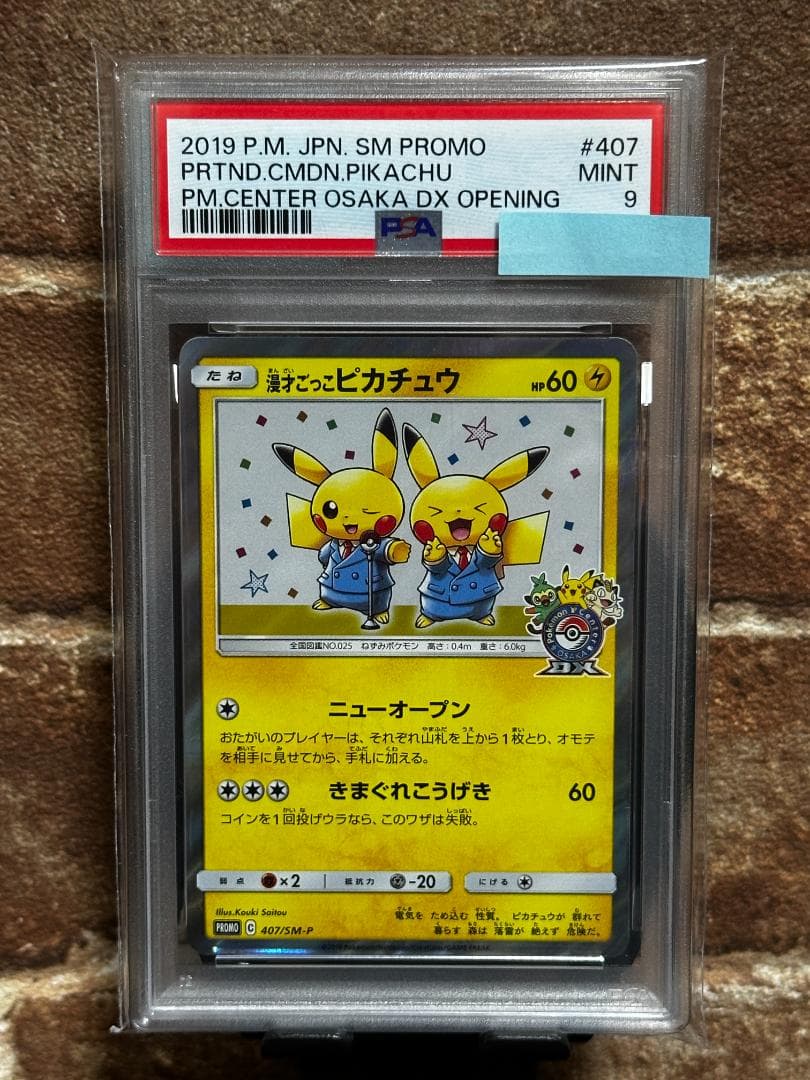 2019 P.M. JPN. SM PROMO #407
PRTND.CMDN.PIKACHU MINT
PM.CENTER OSAKA DX OPENING 9
PSA
たね 漫才ごっこピカチュウ HP60
Pokémon Center
OSAKA
DX
全国図鑑NO.025 ねずみポケモン 高さ:0.4m 重さ:6.0kg
ニューオープン
おたがいのプレイヤーは、それぞれ山札を上から1枚とり、オモテ
を相手に見せてから、手札に加える。
きまぐれこうげき 60
コインを1回投げウラなら、このワザは失敗。
弱点 ×2 抵抗力 -20 にげる
Illus.Kouki Saitou
電気を ため込む 性質。 ピカチュウが 群れて
PROMO C 407/SM-P
暮らす 森は 落雷が 絶えず 危険だ。